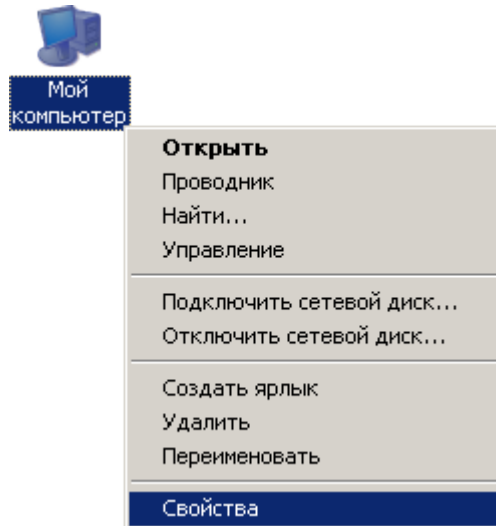 Мой
компьютер
Открыть
Проводник
Найти...
Управление
Подключить сетевой диск...
Отключить сетевой диск...
Создать ярлык
Удалить
Переименовать
Свойства